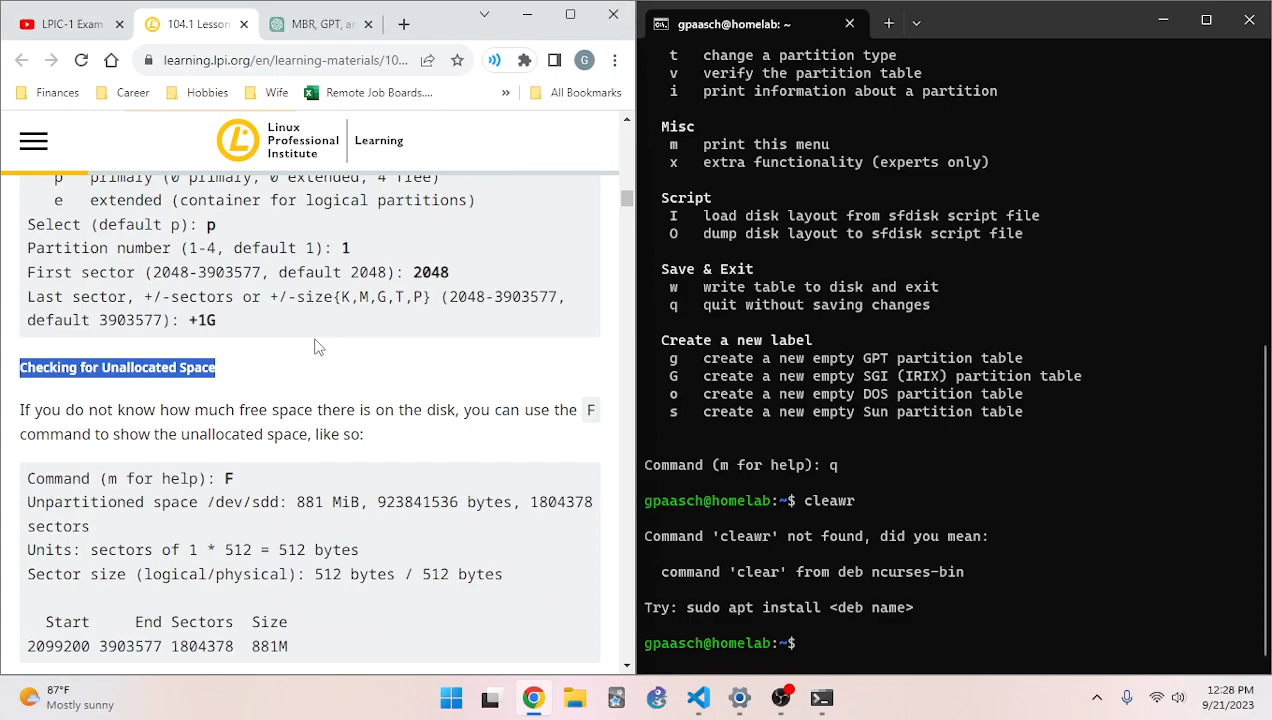 LPIC-1 Exam
104.1 Lesson
MBR, GPT, ar
learning.lpi.org/en/learning-materials/10...
G
Finances
Career
Hobbies
Wife
Remote Job Boards....
»
All Bookmarks
Linux
Professional
Institute
Learning
p primary (0 primary, 0 extended, 4 free)
e extended (container for logical partitions)
Select (default p): p
Partition number (1-4, default 1): 1
First sector (2048-3903577, default 2048): 2048
Last sector, +/-sectors or +/-size{K,M,G,T,P} (2048-3903577,
default 3903577): +1G
Checking for Unallocated Space
If you do not know how much free space there is on the disk, you can use the F
command to show the unallocated space, like so:
Command (m for help): F
Unpartitioned space /dev/sdd: 881 MiB, 923841536 bytes, 1804378
sectors
Units: sectors of 1 * 512 = 512 bytes
Sector size (logical/physical): 512 bytes / 512 bytes
Start End Sectors Size
2099200 3903577 1804378 881M
gpaasch@homelab: ~
t change a partition type
v verify the partition table
i print information about a partition
Misc
m print this menu
x extra functionality (experts only)
Script
I load disk layout from sfdisk script file
O dump disk layout to sfdisk script file
Save & Exit
w write table to disk and exit
q quit without saving changes
Create a new label
g create a new empty GPT partition table
G create a new empty SGI (IRIX) partition table
o create a new empty DOS partition table
s create a new empty Sun partition table
Command (m for help): q
gpaasch@homelab:~$ cleawr
Command 'cleawr' not found, did you mean:
command 'clear' from deb ncurses-bin
Try: sudo apt install <deb name>
gpaasch@homelab:~$
87°F
Mostly sunny
12:28 PM
9/21/2023